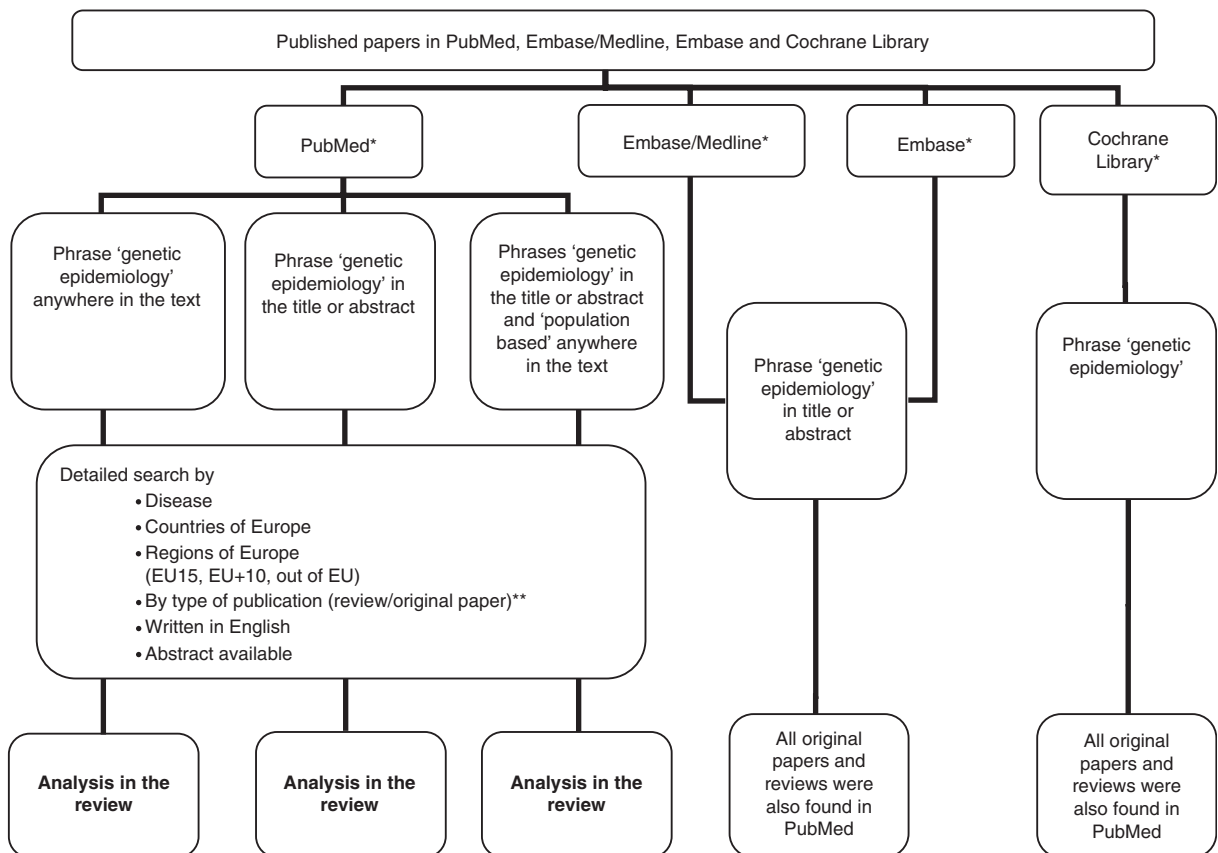 Published papers in PubMed, Embase/Medline, Embase and Cochrane Library
PubMed*
Embase/Medline*
Embase*
Cochrane
Library*
Phrase ‘genetic
epidemiology’
anywhere in the text
Phrase ‘genetic
epidemiology’ in
the title or abstract
Phrases ‘genetic
epidemiology’ in
the title or abstract
and ‘population
based’ anywhere
in the text
Phrase ‘genetic
epidemiology’
in title or
abstract
Phrase ‘genetic
epidemiology’
Detailed search by
• Disease
• Countries of Europe
• Regions of Europe
(EU15, EU+10, out of EU)
• By type of publication (review/original paper)**
• Written in English
• Abstract available
Analysis in the
review
Analysis in the
review
Analysis in the
review
All original
papers and
reviews were
also found in
PubMed
All original
papers and
reviews were
also found in
PubMed